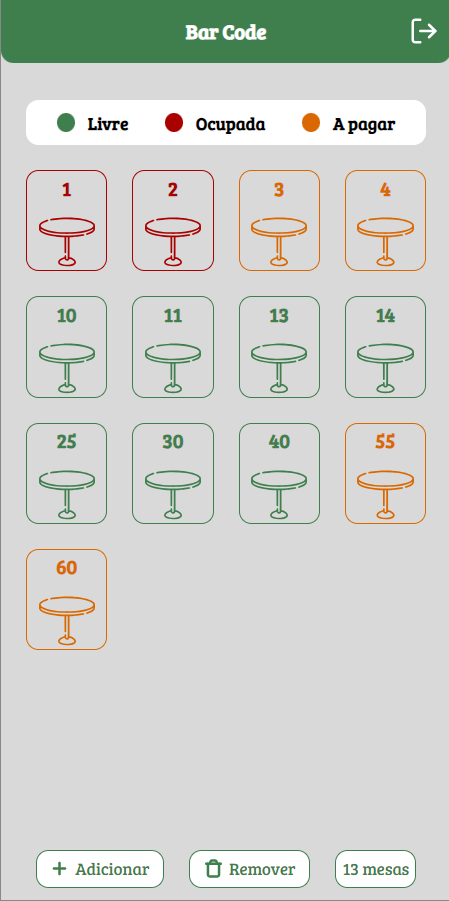 Bar Code
Livre Ocupada A pagar
1 2 3 4
10 11 13 14
25 30 40 55
60
Adicionar Remover 13 mesas